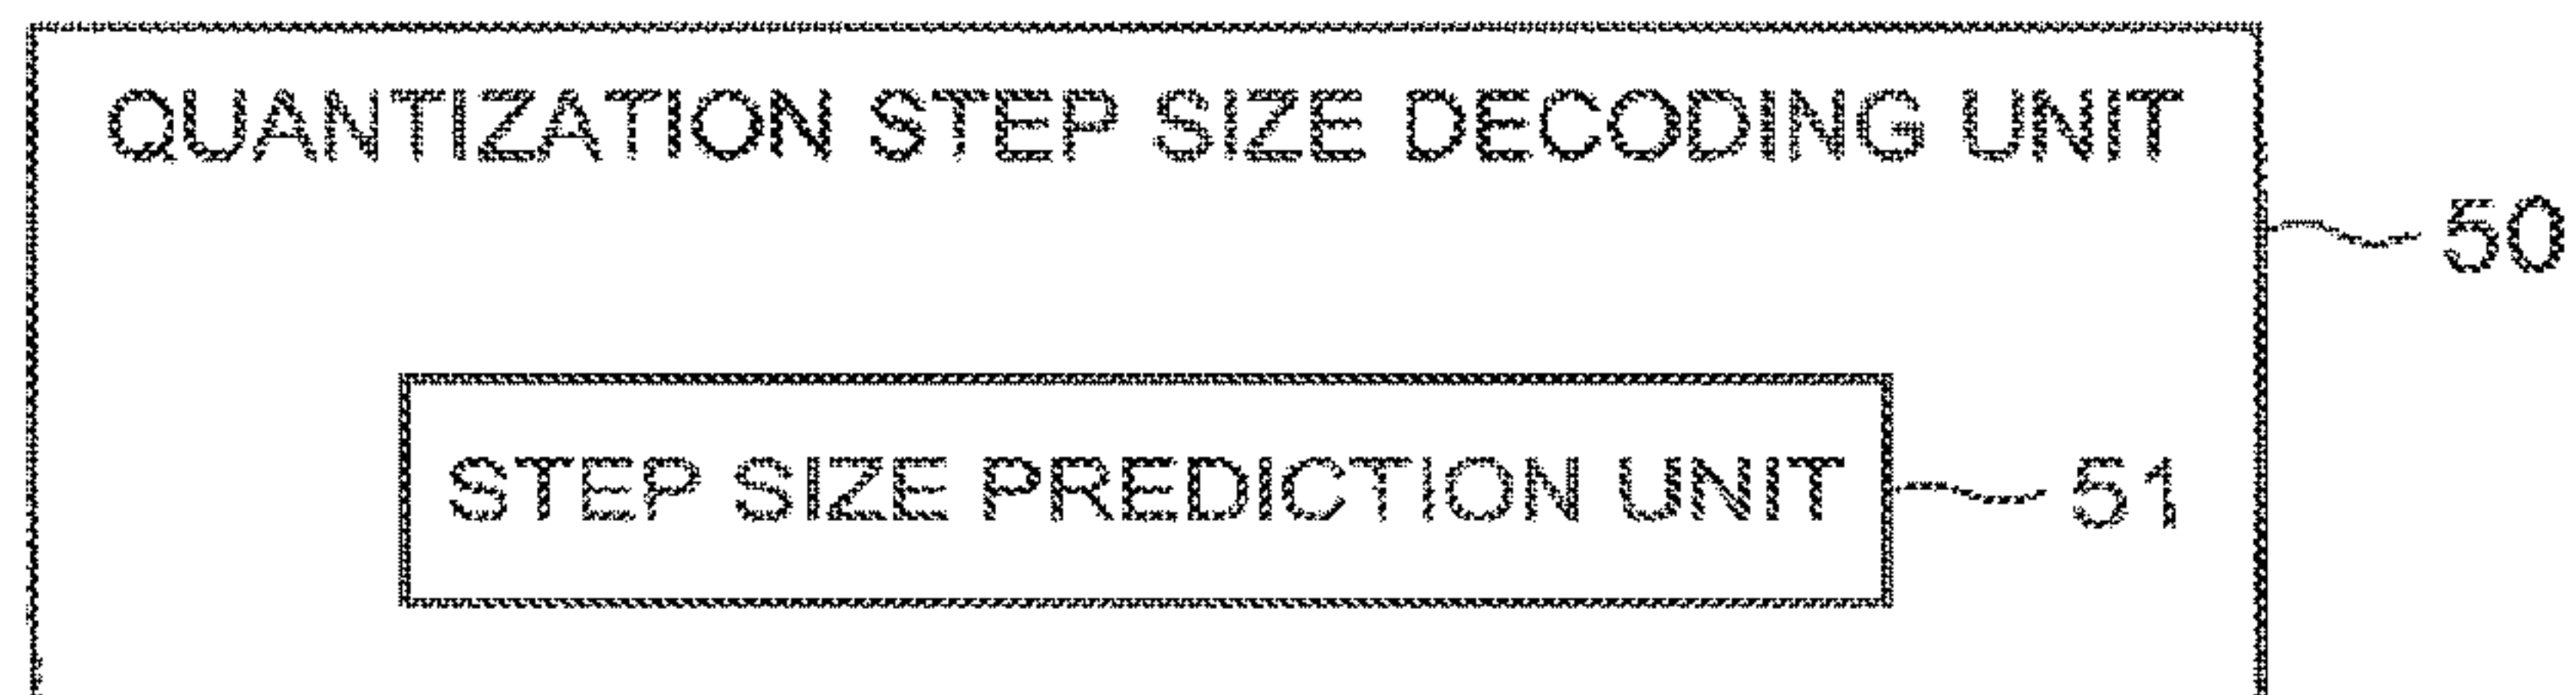 QUANTIZATION STEP SIZE DECODING UNIT
50
STEP SIZE PREDICTION UNIT
51